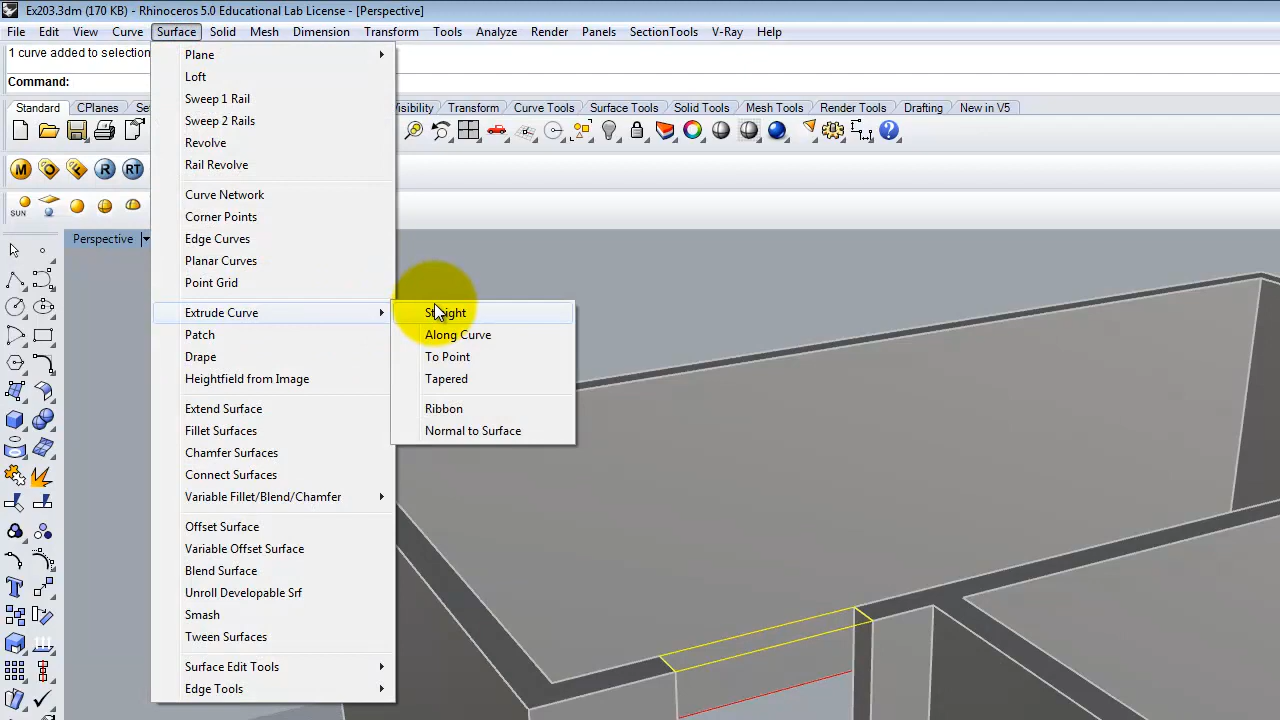 Ex203.3dm (170 KB) - Rhinoceros 5.0 Educational Lab License - [Perspective]
File Edit View Curve Surface Solid Mesh Dimension Transform Tools Analyze Render Panels SectionTools V-Ray Help
1 curve added to selection
Command:
Standard CPlanes Se Visibility Transform Curve Tools Surface Tools Solid Tools Mesh Tools Render Tools Drafting New in V5
M O F R RT
SUN
Perspective
Plane
Loft
Sweep 1 Rail
Sweep 2 Rails
Revolve
Rail Revolve
Curve Network
Corner Points
Edge Curves
Planar Curves
Point Grid
Extrude Curve
Patch
Drape
Heightfield from Image
Extend Surface
Fillet Surfaces
Chamfer Surfaces
Connect Surfaces
Variable Fillet/Blend/Chamfer
Offset Surface
Variable Offset Surface
Blend Surface
Unroll Developable Srf
Smash
Tween Surfaces
Surface Edit Tools
Edge Tools
Straight
Along Curve
To Point
Tapered
Ribbon
Normal to Surface